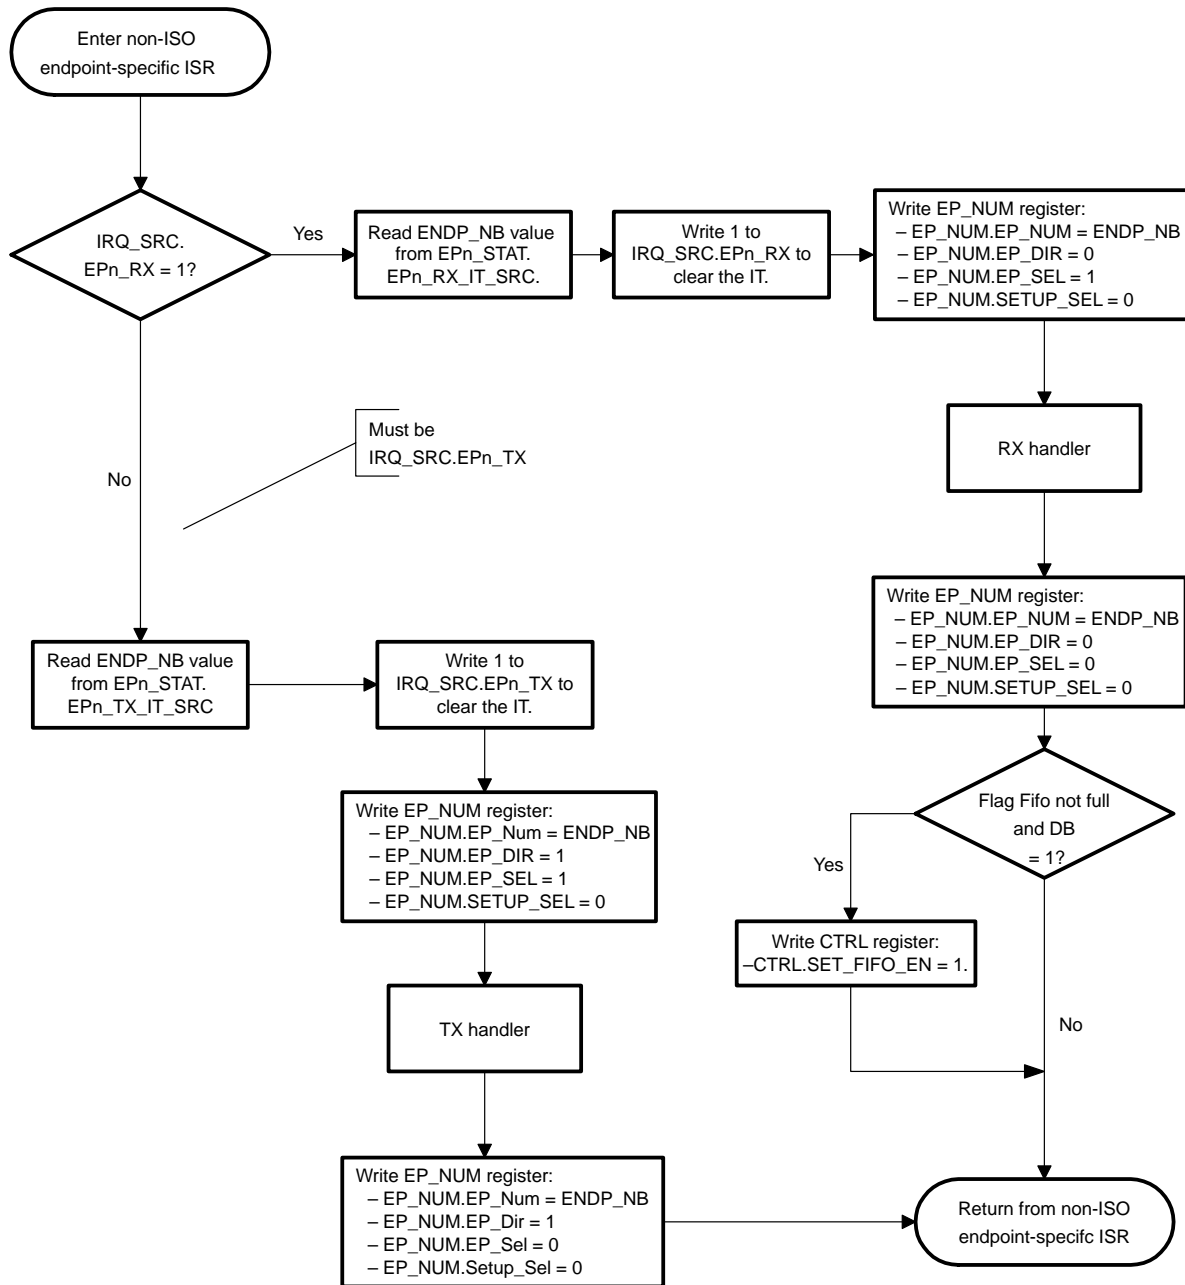 Enter non-ISO
endpoint-specific ISR
IRQ_SRC.
EPn_RX = 1?
Yes
Read ENDP_NB value
from EPn_STAT.
EPn_RX_IT_SRC.
Write 1 to
IRQ_SRC.EPn_RX to
clear the IT.
Write EP_NUM register:
– EP_NUM.EP_NUM = ENDP_NB
– EP_NUM.EP_DIR = 0
– EP_NUM.EP_SEL = 1
– EP_NUM.SETUP_SEL = 0
RX handler
Must be
IRQ_SRC.EPn_TX
No
Write EP_NUM register:
– EP_NUM.EP_NUM = ENDP_NB
– EP_NUM.EP_DIR = 0
– EP_NUM.EP_SEL = 0
– EP_NUM.SETUP_SEL = 0
Read ENDP_NB value
from EPn_STAT.
EPn_TX_IT_SRC
Write 1 to
IRQ_SRC.EPn_TX to
clear the IT.
Write EP_NUM register:
– EP_NUM.EP_Num = ENDP_NB
– EP_NUM.EP_DIR = 1
– EP_NUM.EP_SEL = 1
– EP_NUM.SETUP_SEL = 0
Flag Fifo not full
and DB
= 1?
Yes
Write CTRL register:
–CTRL.SET_FIFO_EN = 1.
No
TX handler
Write EP_NUM register:
– EP_NUM.EP_Num = ENDP_NB
– EP_NUM.EP_Dir = 1
– EP_NUM.EP_Sel = 0
– EP_NUM.Setup_Sel = 0
Return from non-ISO
endpoint-specifc ISR